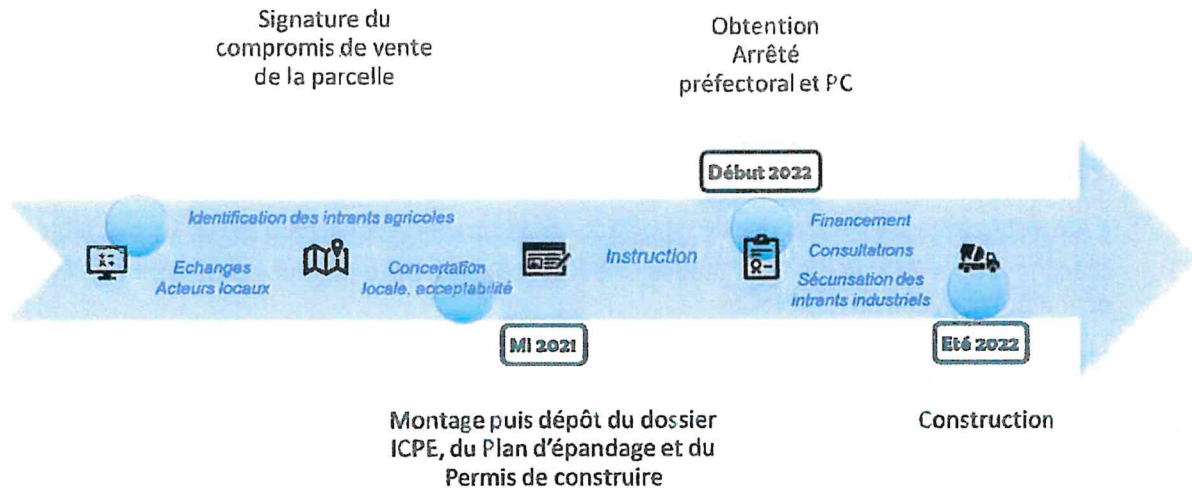 Signature du
compromis de vente
de la parcelle
Obtention
Arrêté
préfectoral et PC
Début 2022
Identification des intrants agricoles
Echanges
Acteurs locaux
Concertation
locale, acceptabilité
Instruction
Financement
Consultations
Sécurisation des
intrants industriels
Mi 2021
Eté 2022
Montage puis dépôt du dossier
ICPE, du Plan d'épandage et du
Permis de construire
Construction